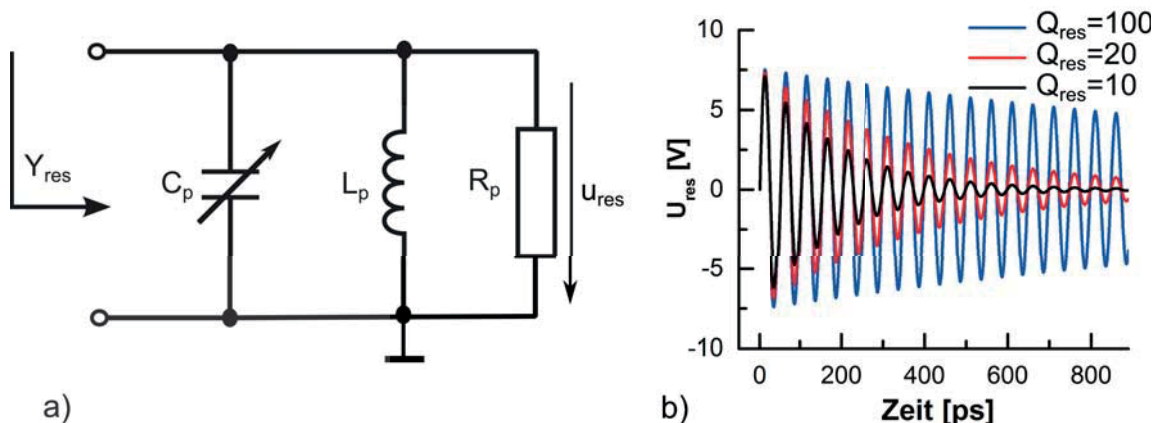 Y_res
C_p
L_p
R_p
u_res
a)
Q_res=100
Q_res=20
Q_res=10
10
5
0
-5
-10
U_res [V]
0
200
400
600
800
Zeit [ps]
b)